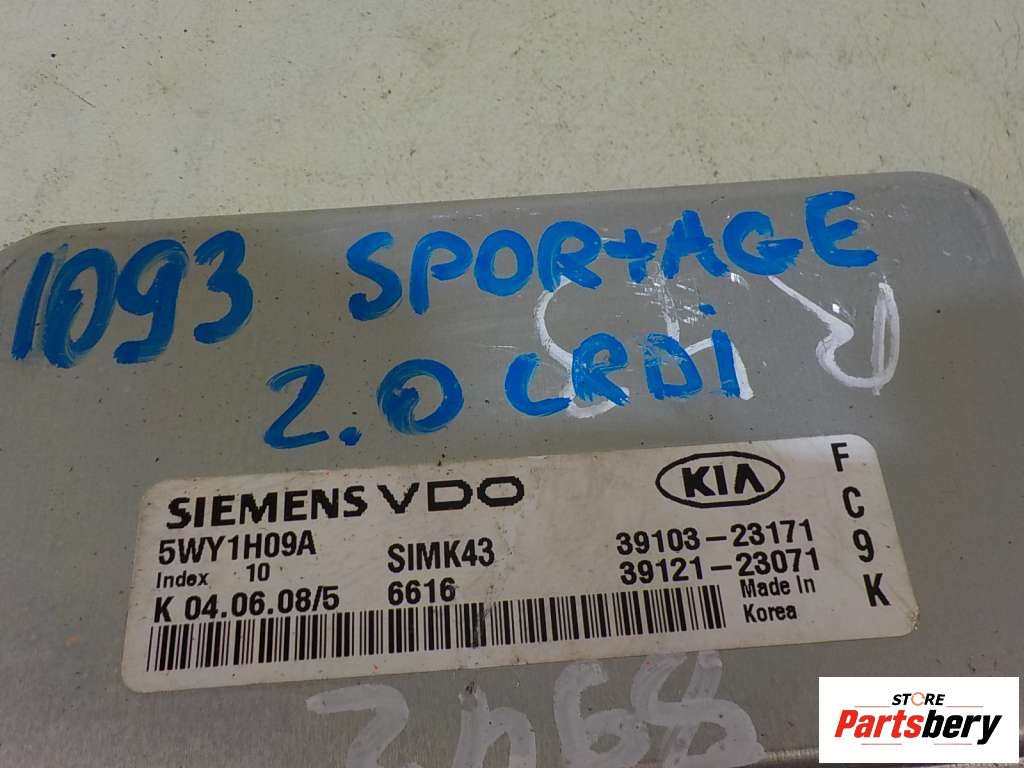 1093 SPORtAGE
2.0 CRDi
SIEMENS VDO
KIA
FC9K
5WY1H09A
SIMK43
39103-23171
Index 10
39121-23071
K 04.06.08/5
6616
Made In
Korea
STORE
Partsbery